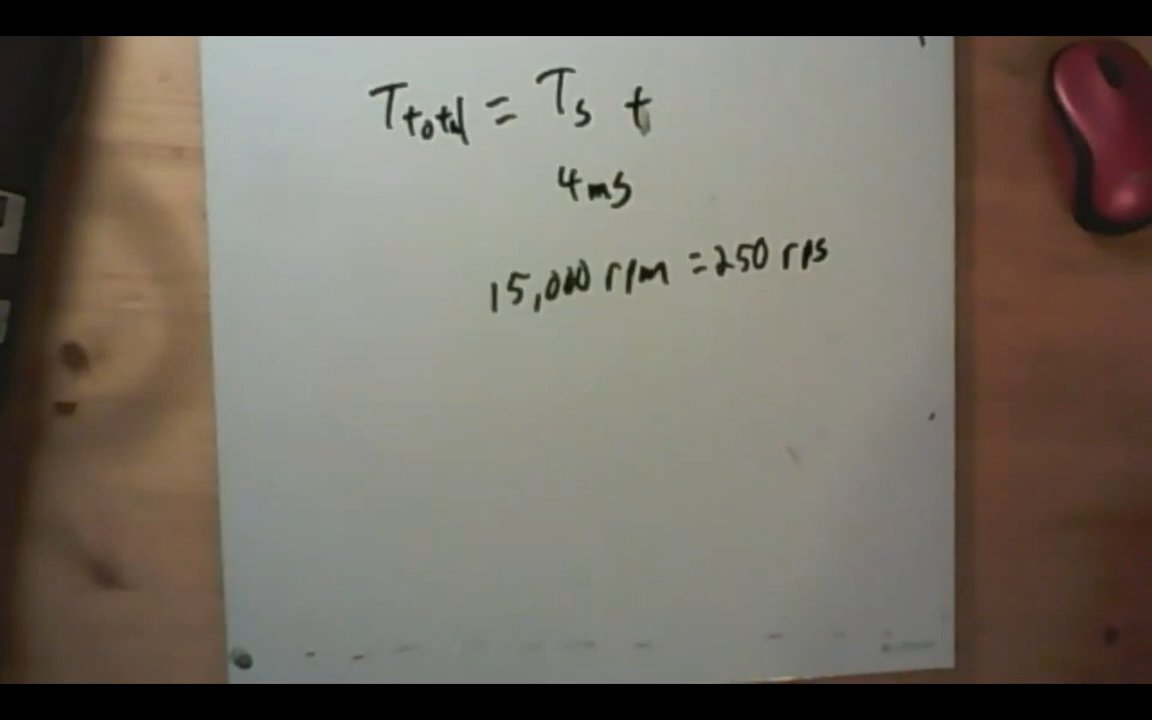 Ttotal = Ts +
4ms
15,000 rpm = 250 rps